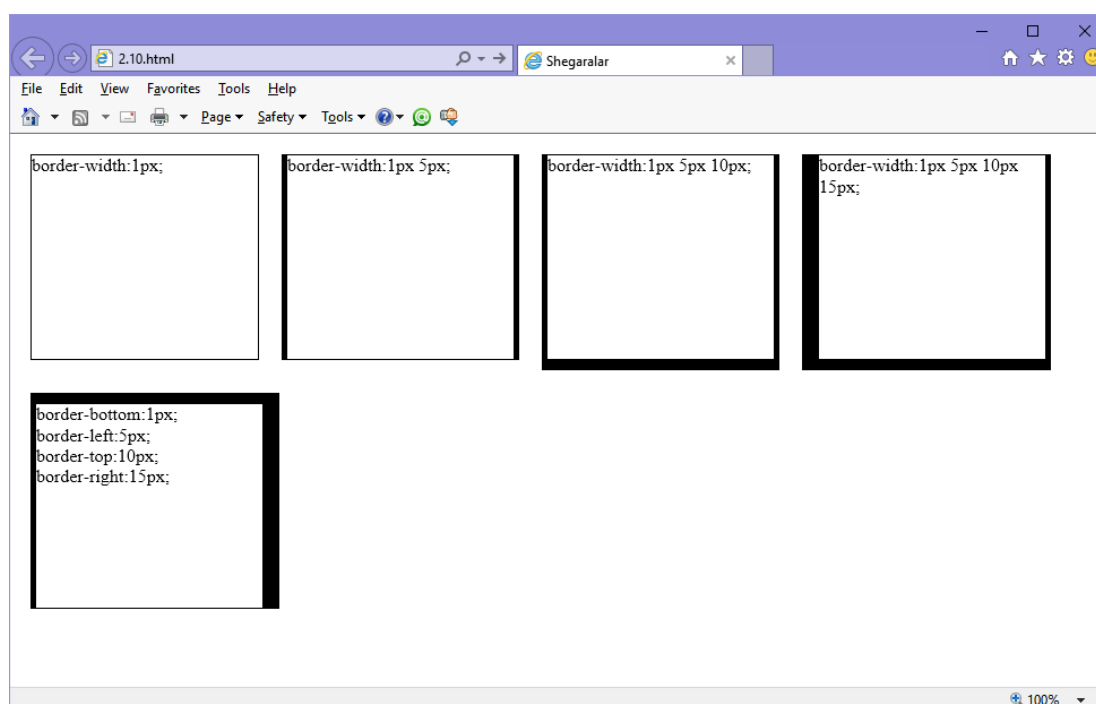 2.10.html
Shegaralar
File Edit View Favorites Tools Help
Page Safety Tools
border-width:1px;
border-width:1px 5px;
border-width:1px 5px 10px;
border-width:1px 5px 10px
15px;
border-bottom:1px;
border-left:5px;
border-top:10px;
border-right:15px;
100%